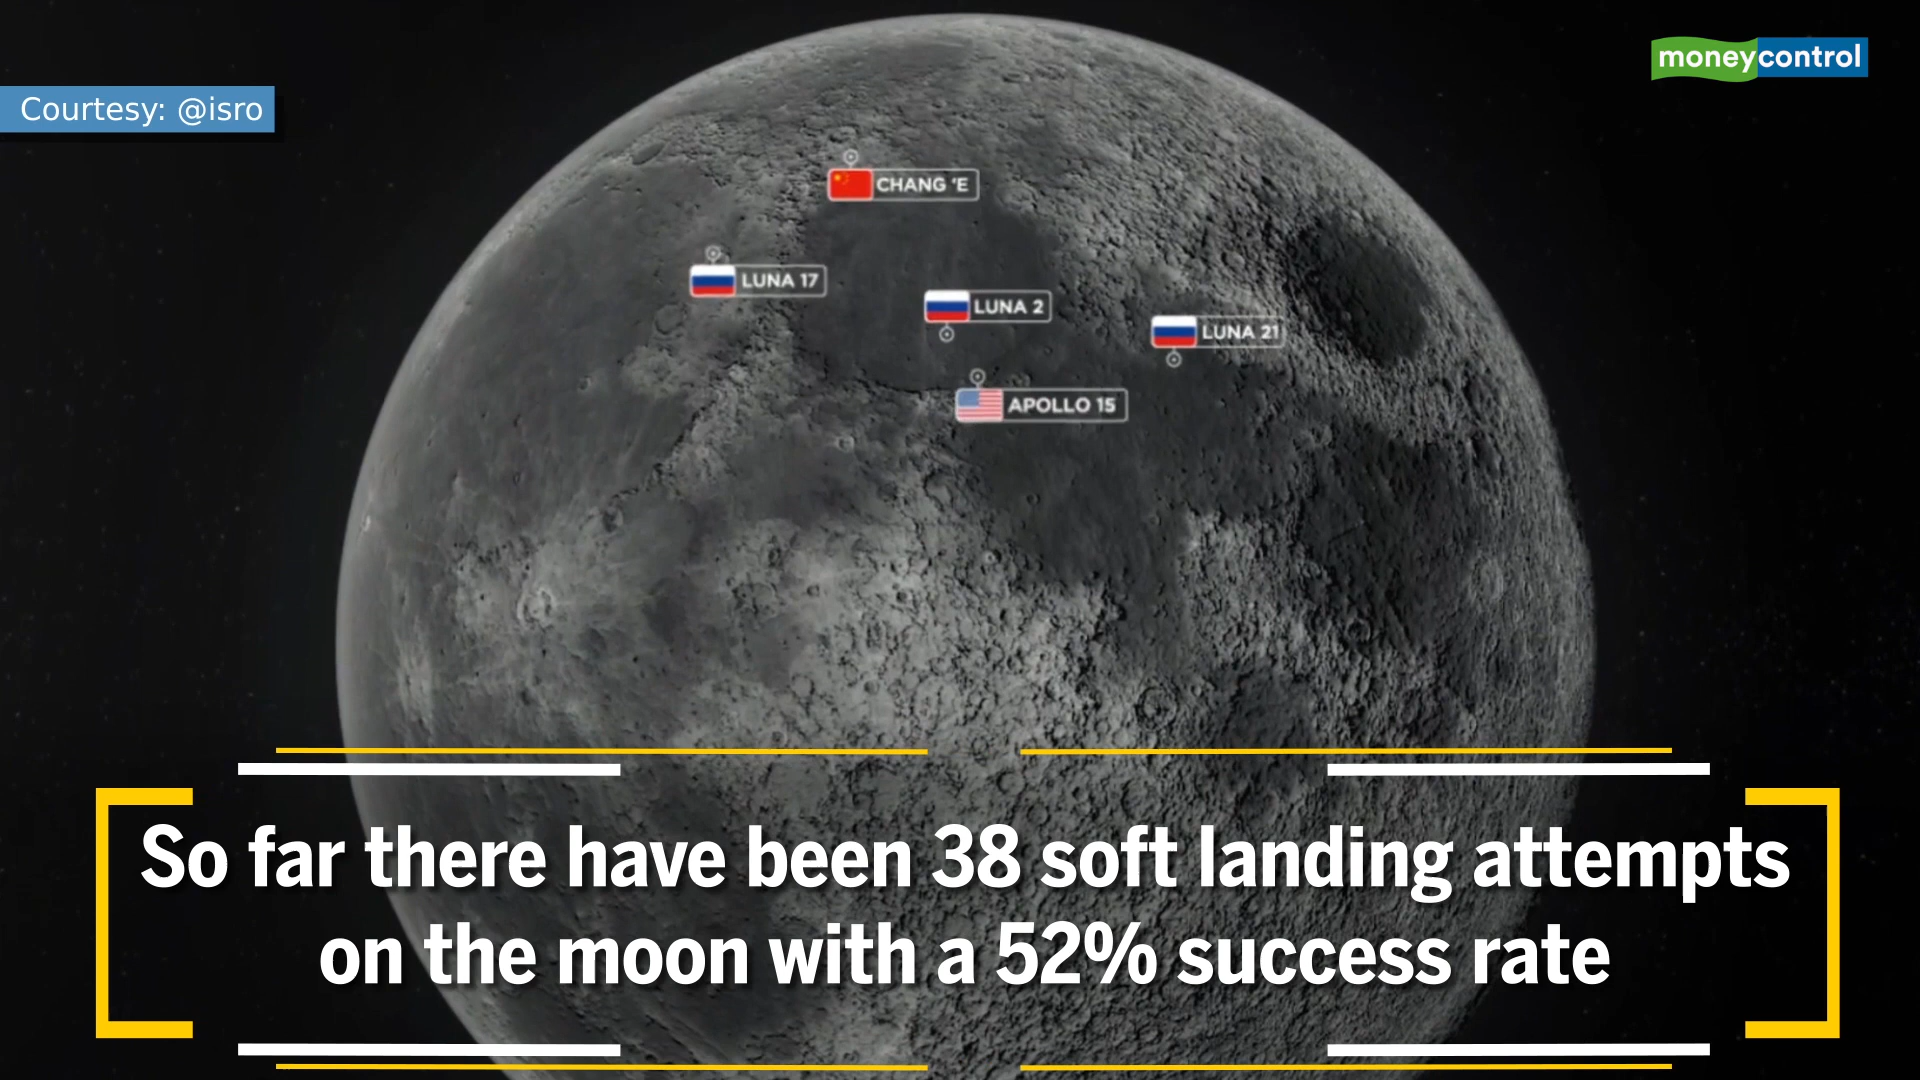 moneycontrol
Courtesy: @isro
CHANG 'E
LUNA 17
LUNA 2
LUNA 21
APOLLO 15
So far there have been 38 soft landing attempts
on the moon with a 52% success rate